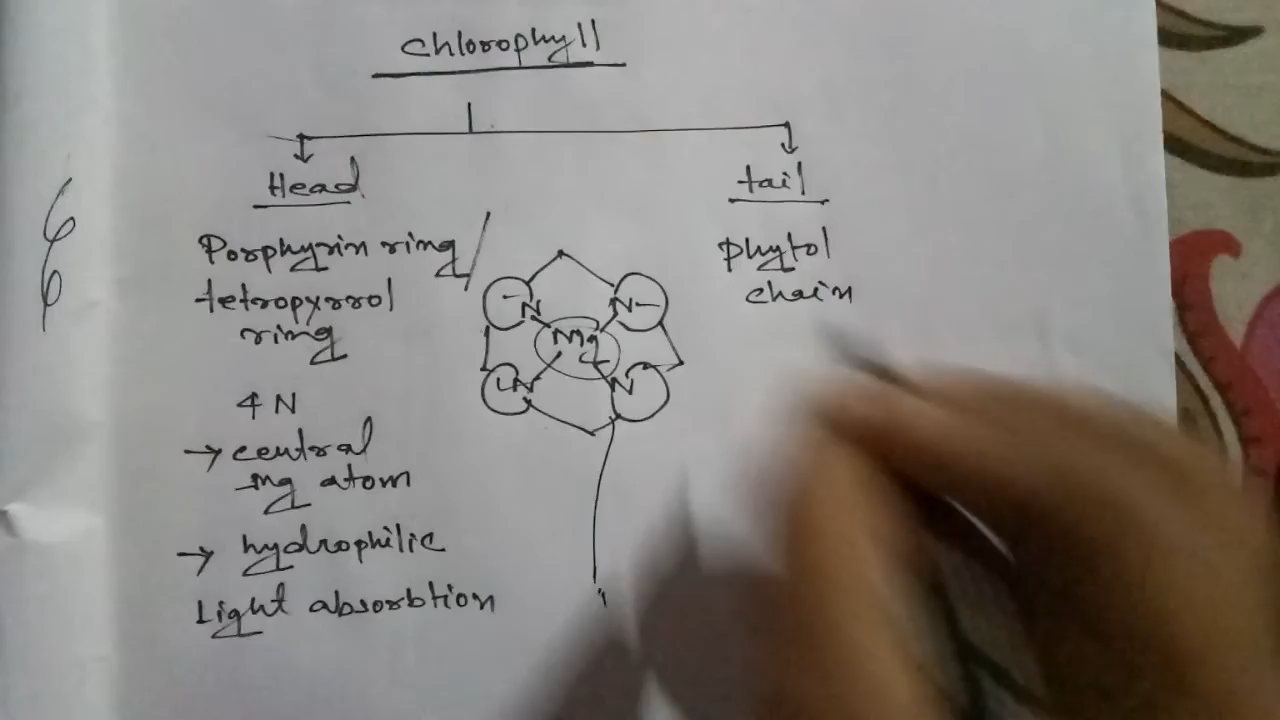 Chlorophyll
Head
tail
Porphyrin ring/
tetropyrrol
ring
phytol
chain
N
N
Mg
N
N
4 N
→ central
mg atom
→ hydrophilic
Light absorbtion